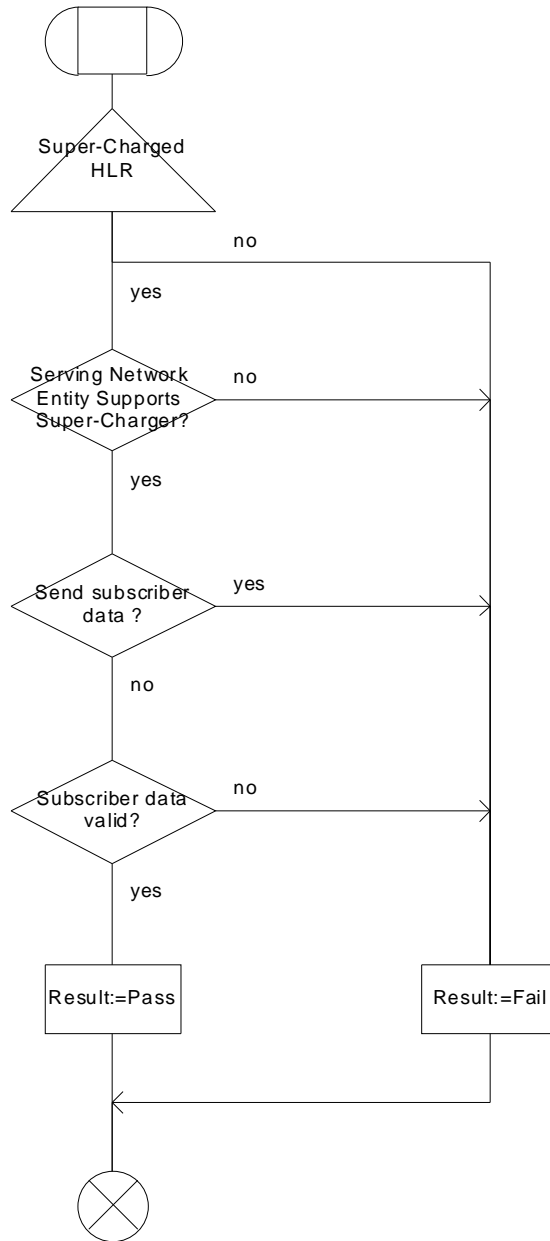 Super-Charged
HLR
no
yes
Serving Network
Entity Supports
Super-Charger?
no
yes
Send subscriber
data ?
yes
no
Subscriber data
valid?
no
yes
Result:=Pass
Result:=Fail